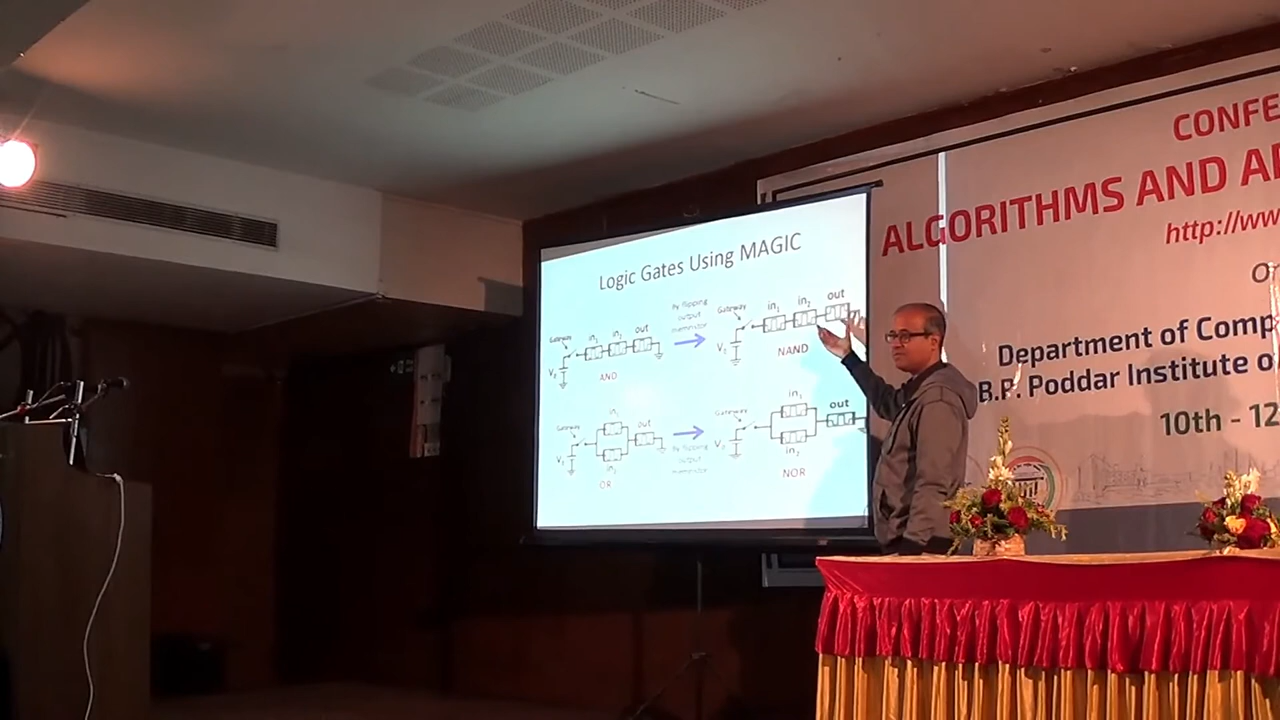 CONFE
ALGORITHMS AND A
http://ww
Or
Department of Comp
B.P. Poddar Institute o
10th - 12
Logic Gates Using MAGIC
Gateway
in1
in2
out
V0
AND
By flipping
output
memristor
Gateway
in1
in2
out
V0
NAND
Gateway
in1
in2
out
V0
OR
By flipping
output
memristor
Gateway
in1
in2
out
V0
NOR